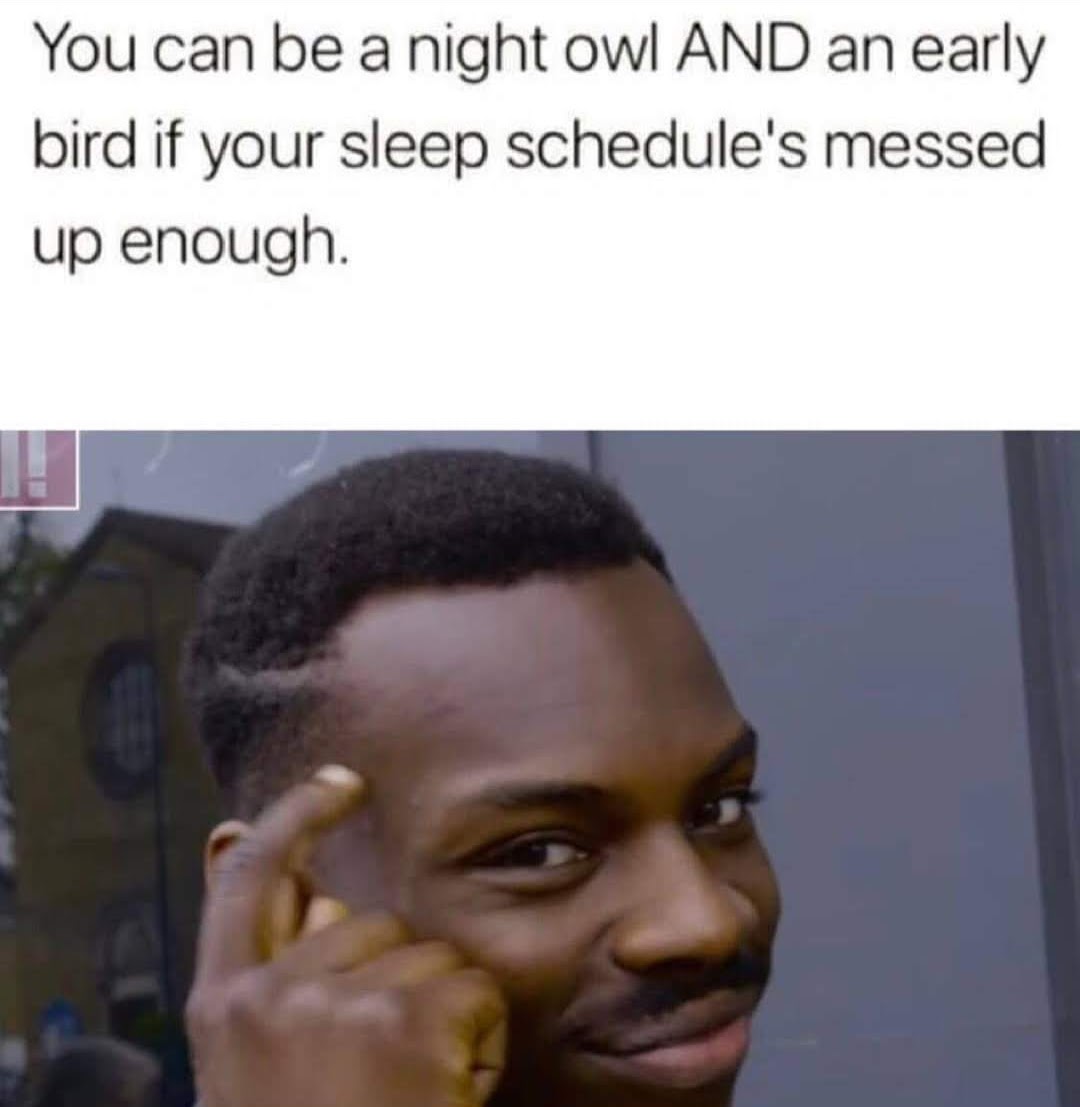 You can be a night owl AND an early
bird if your sleep schedule's messed
up enough.